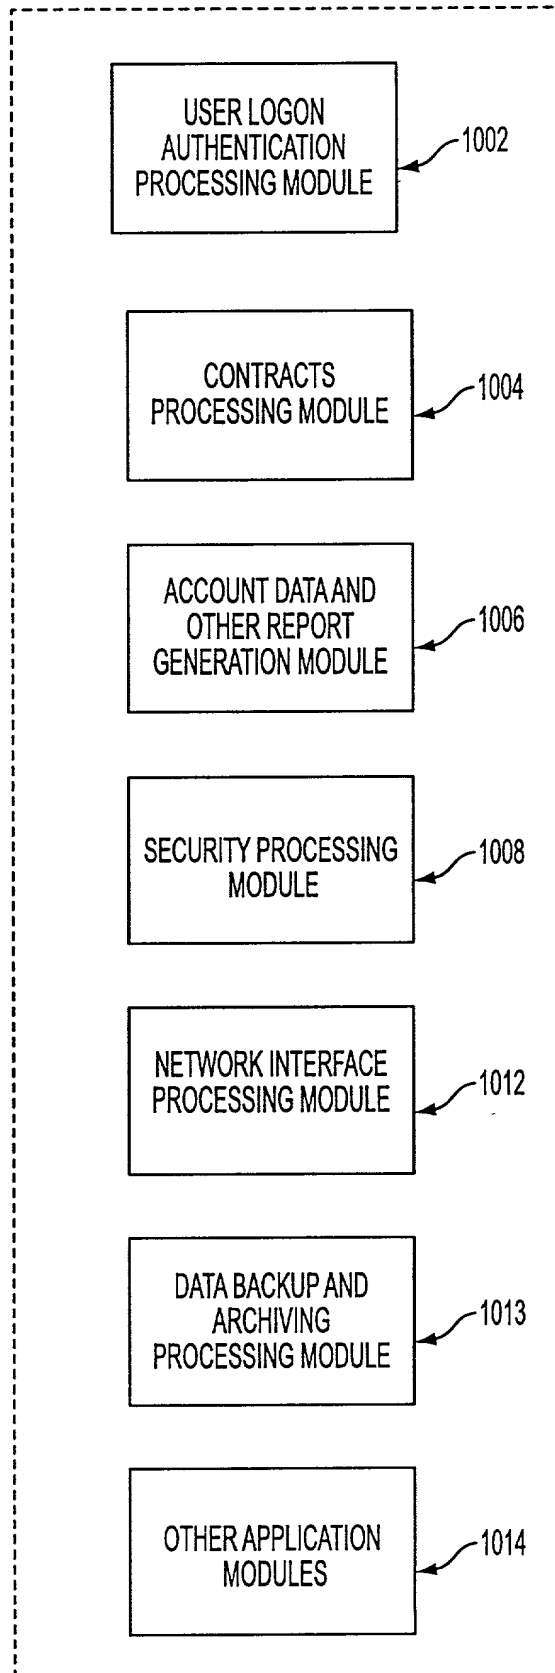 USER LOGON
AUTHENTICATION
PROCESSING MODULE
1002
CONTRACTS
PROCESSING MODULE
1004
ACCOUNT DATA AND
OTHER REPORT
GENERATION MODULE
1006
SECURITY PROCESSING
MODULE
1008
NETWORK INTERFACE
PROCESSING MODULE
1012
DATA BACKUP AND
ARCHIVING
PROCESSING MODULE
1013
OTHER APPLICATION
MODULES
1014